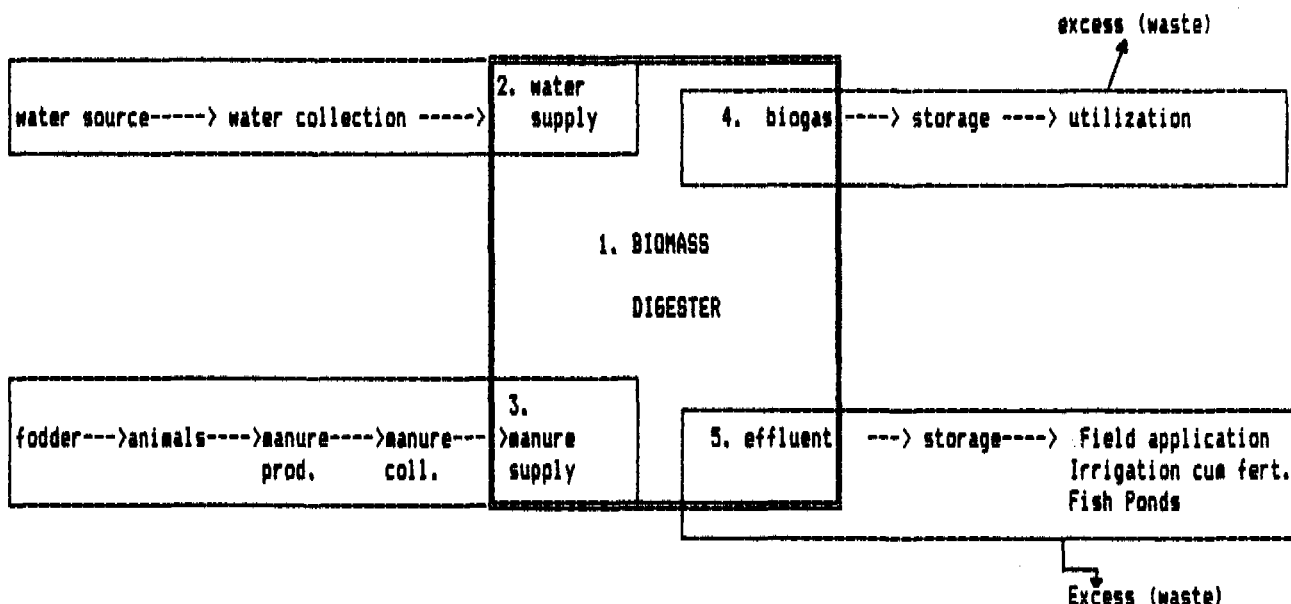 excess (waste)
2. water
water source-----> water collection -----> supply
4. biogas ----> storage ----> utilization
1. BIOMASS
DIGESTER
3.
fodder--->animals---->manure---->manure--- >manure
prod. coll. supply
5. effluent ---> storage----> Field application
Irrigation cum fert.
Fish Ponds
Excess (waste)